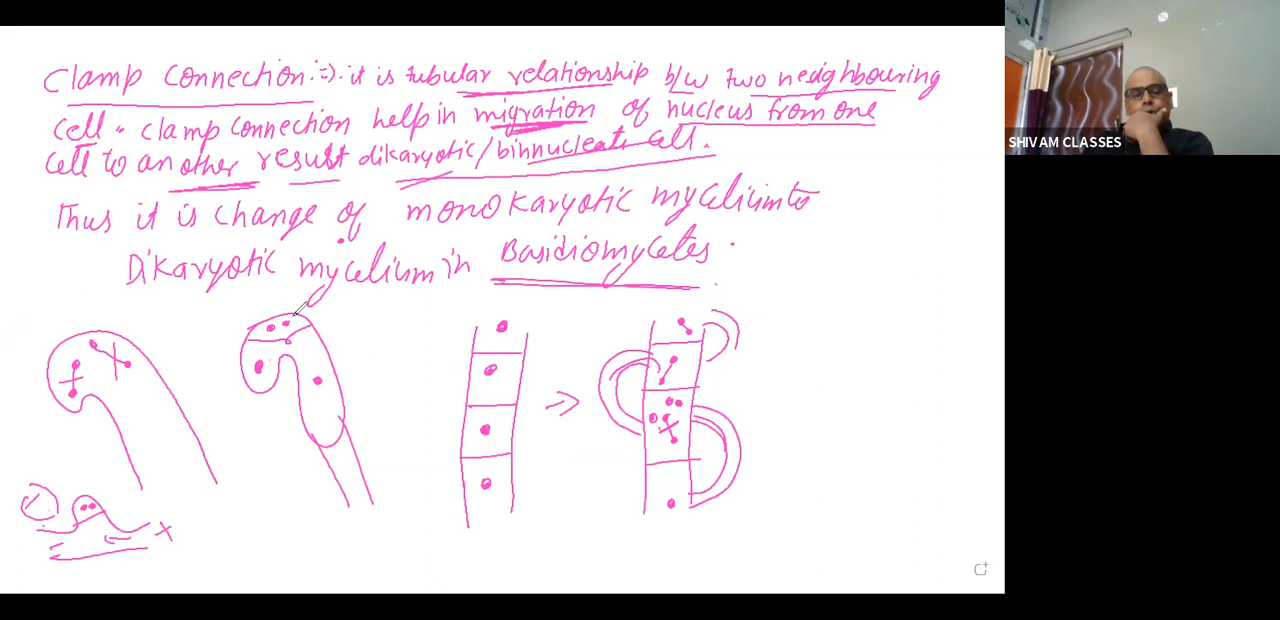 Clamp Connection :⇒ it is tubular relationship b/w two neighbouring
cell. clamp connection help in migration of nucleus from one
cell to another result dikaryotic/binnucleate cell.
Thus it is change of monokaryotic mycelium to
Dikaryotic mycelium in Basidiomycetes.
SHIVAM CLASSES